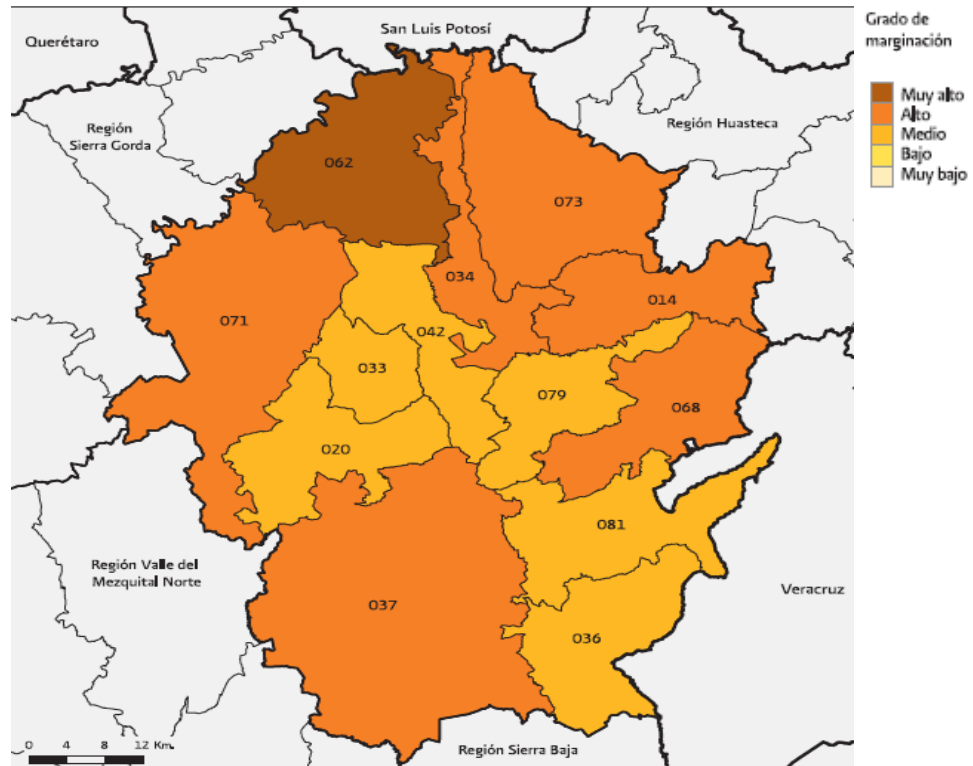 Querétaro
San Luis Potosí
Grado de
marginación
Muy alto
Alto
Medio
Bajo
Muy bajo
Región
Sierra Gorda
Región Huasteca
062
073
034
014
071
042
033
079
068
020
081
Región Valle del
Mezquital Norte
037
Veracruz
036
0 4 8 12 Km.
Región Sierra Baja